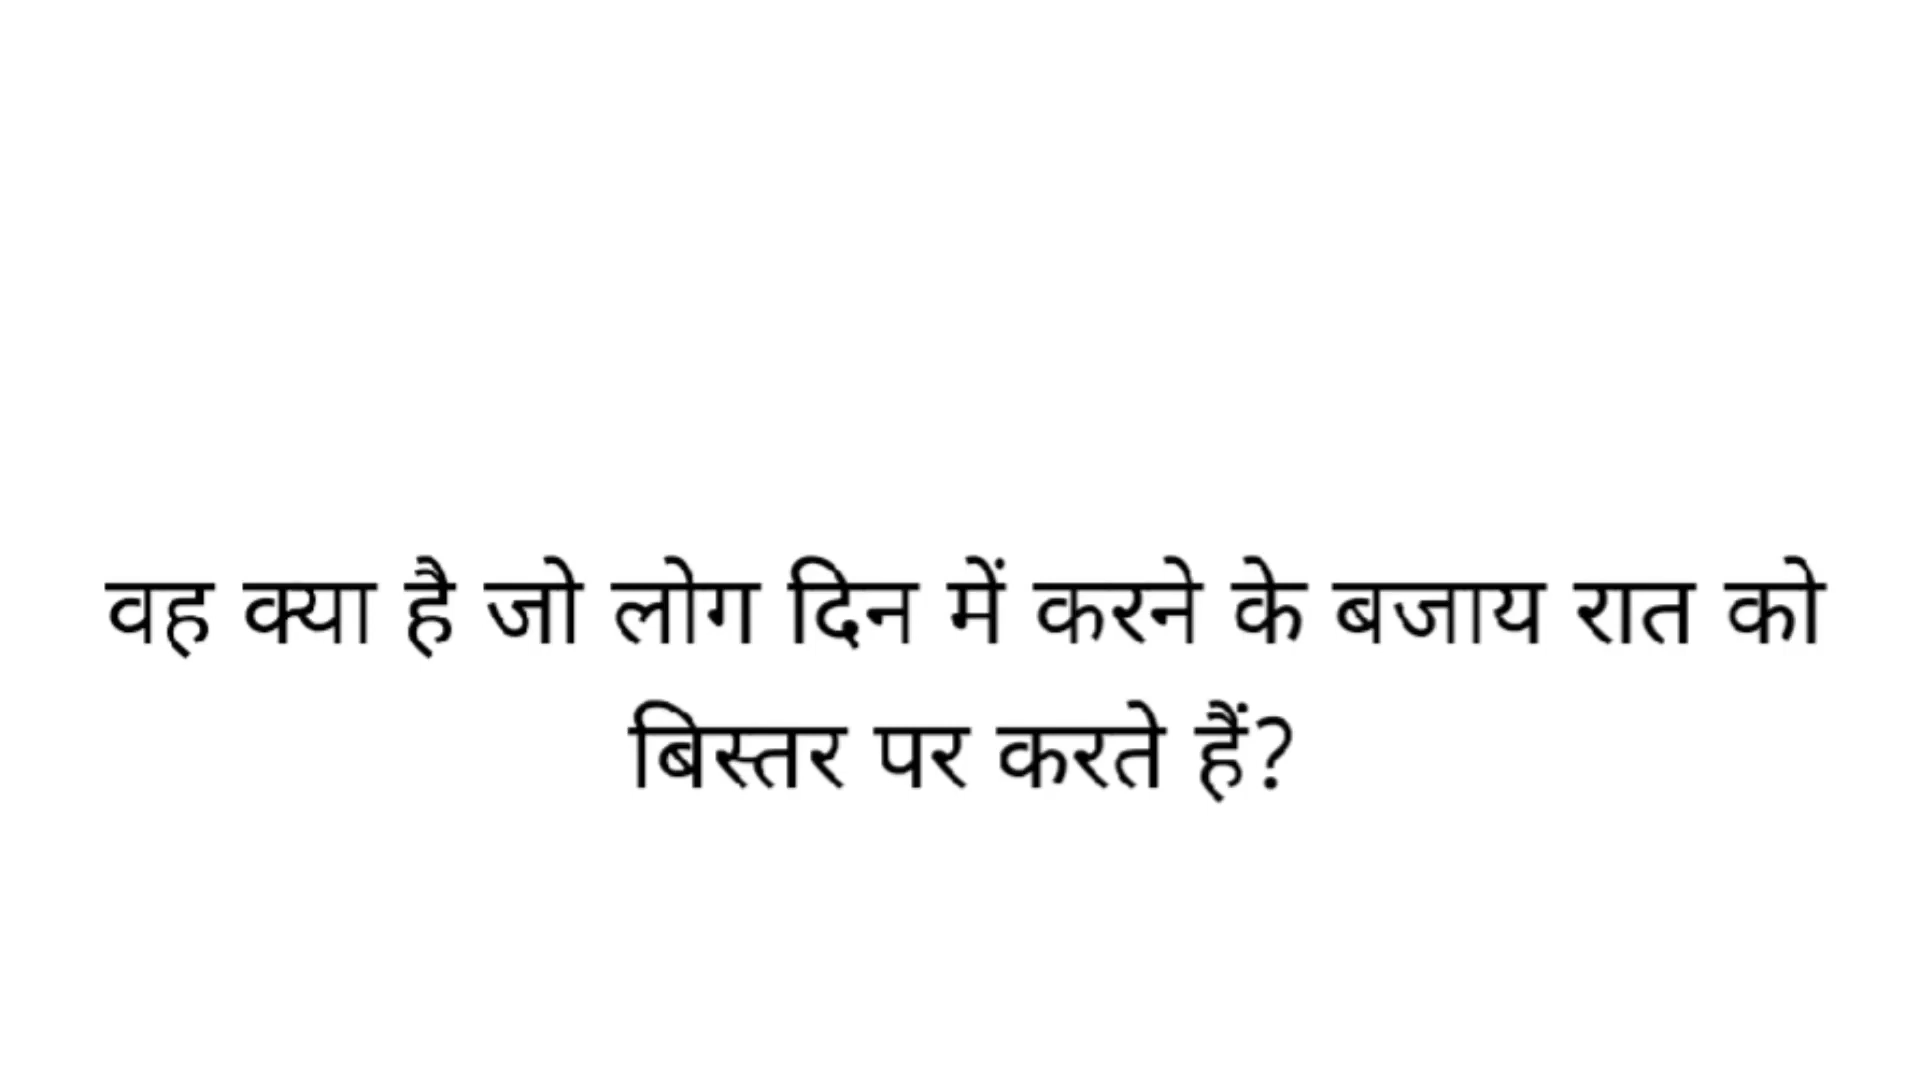 वह क्या है जो लोग दिन में करने के बजाय रात को
बिस्तर पर करते हैं?